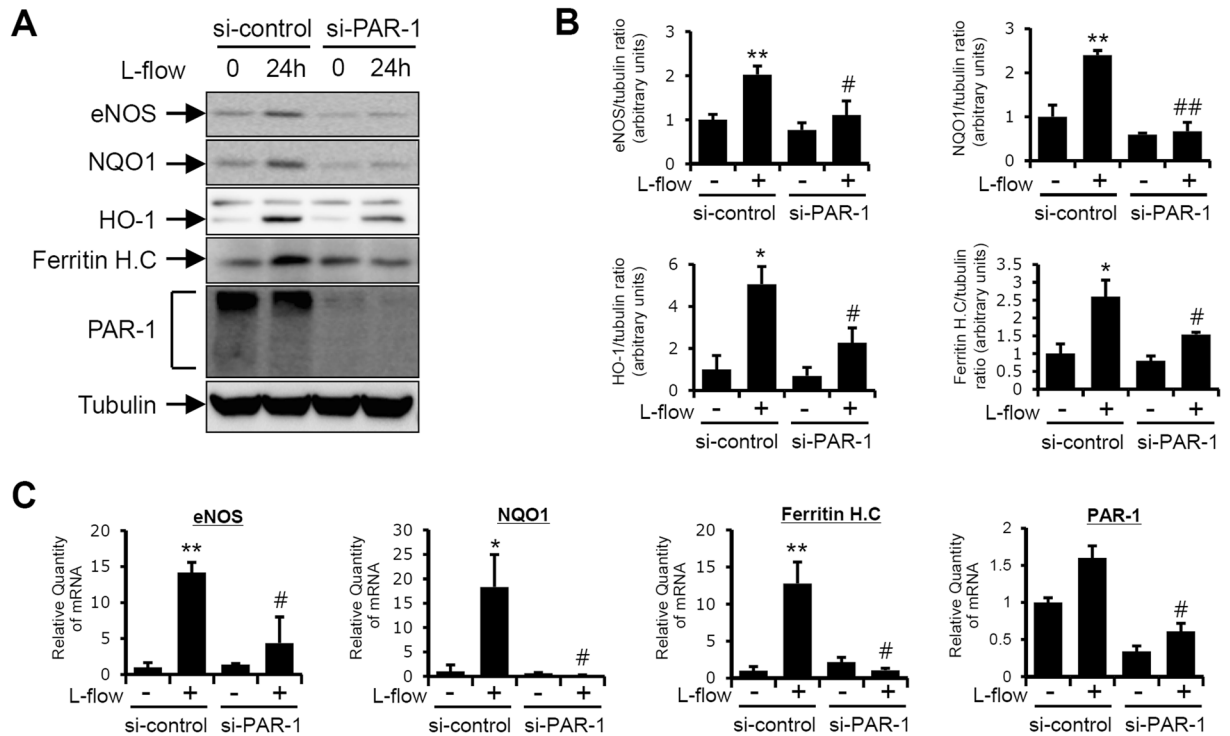 A
si-control si-PAR-1
L-flow 0 24h 0 24h
eNOS
NQO1
HO-1
Ferritin H.C
PAR-1
Tubulin
B
eNOS/tubulin ratio
(arbitrary units)
3
2
1
0
**
#
L-flow - + - +
si-control si-PAR-1
NQO1/tubulin ratio
(arbitrary units)
3
2
1
0
**
##
L-flow - + - +
si-control si-PAR-1
HO-1/tubulin ratio
(arbitrary units)
6
4
2
0
*
#
L-flow - + - +
si-control si-PAR-1
Ferritin H.C/tubulin
ratio (arbitrary units)
3.5
3
2.5
2
1.5
1
0.5
0
*
#
L-flow - + - +
si-control si-PAR-1
C
eNOS
Relative Quantity
of mRNA
20
15
10
5
0
**
#
L-flow - + - +
si-control si-PAR-1
NQO1
Relative Quantity
of mRNA
30
25
20
15
10
5
0
*
#
L-flow - + - +
si-control si-PAR-1
Ferritin H.C
Relative Quantity
of mRNA
20
15
10
5
0
**
#
L-flow - + - +
si-control si-PAR-1
PAR-1
Relative Quantity
of mRNA
2
1.5
1
0.5
0
#
L-flow - + - +
si-control si-PAR-1